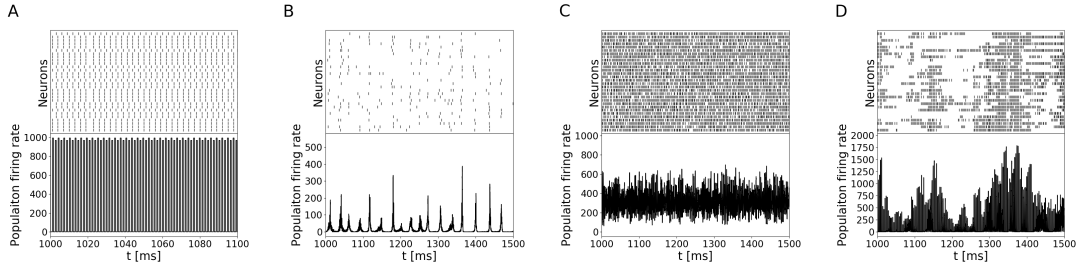 A
Neurons
Populaiton firing rate
1000
800
600
400
200
0
1000 1020 1040 1060 1080 1100
t [ms]
B
Neurons
Populaiton firing rate
500
400
300
200
100
0
1000 1100 1200 1300 1400 1500
t [ms]
C
Neurons
Populaiton firing rate
1000
800
600
400
200
0
1000 1100 1200 1300 1400 1500
t [ms]
D
Neurons
Populaiton firing rate
2000
1750
1500
1250
1000
750
500
250
0
1000 1100 1200 1300 1400 1500
t [ms]